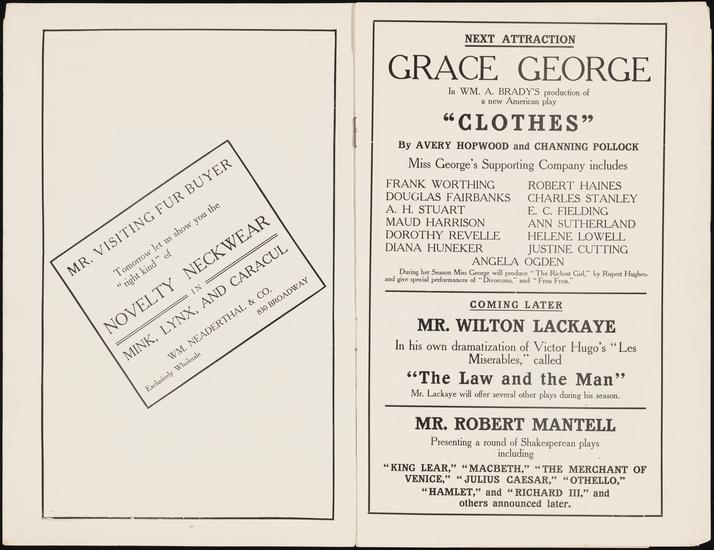 MR. VISITING FUR BUYER
Tomorrow let us show you the
"right kind" of
NOVELTY NECKWEAR
IN
MINK, LYNX, AND CARACUL
WM. NEADERTHAL & CO.
Exclusively Wholesale
830 BROADWAY
NEXT ATTRACTION
GRACE GEORGE
In WM. A. BRADY'S production of
a new American play
"CLOTHES"
By AVERY HOPWOOD and CHANNING POLLOCK
Miss George's Supporting Company includes
FRANK WORTHING ROBERT HAINES
DOUGLAS FAIRBANKS CHARLES STANLEY
A. H. STUART E. C. FIELDING
MAUD HARRISON ANN SUTHERLAND
DOROTHY REVELLE HELENE LOWELL
DIANA HUNEKER JUSTINE CUTTING
ANGELA OGDEN
During her Season Miss George will produce "The Richest Girl," by Rupert Hughes,
and give special performances of "Divorcons," and "Frou Frou."
COMING LATER
MR. WILTON LACKAYE
In his own dramatization of Victor Hugo's "Les
Miserables," called
"The Law and the Man"
Mr. Lackaye will offer several other plays during his season.
MR. ROBERT MANTELL
Presenting a round of Shakesperean plays
including
"KING LEAR," "MACBETH," "THE MERCHANT OF
VENICE," "JULIUS CAESAR," "OTHELLO,"
"HAMLET," and "RICHARD III," and
others announced later.